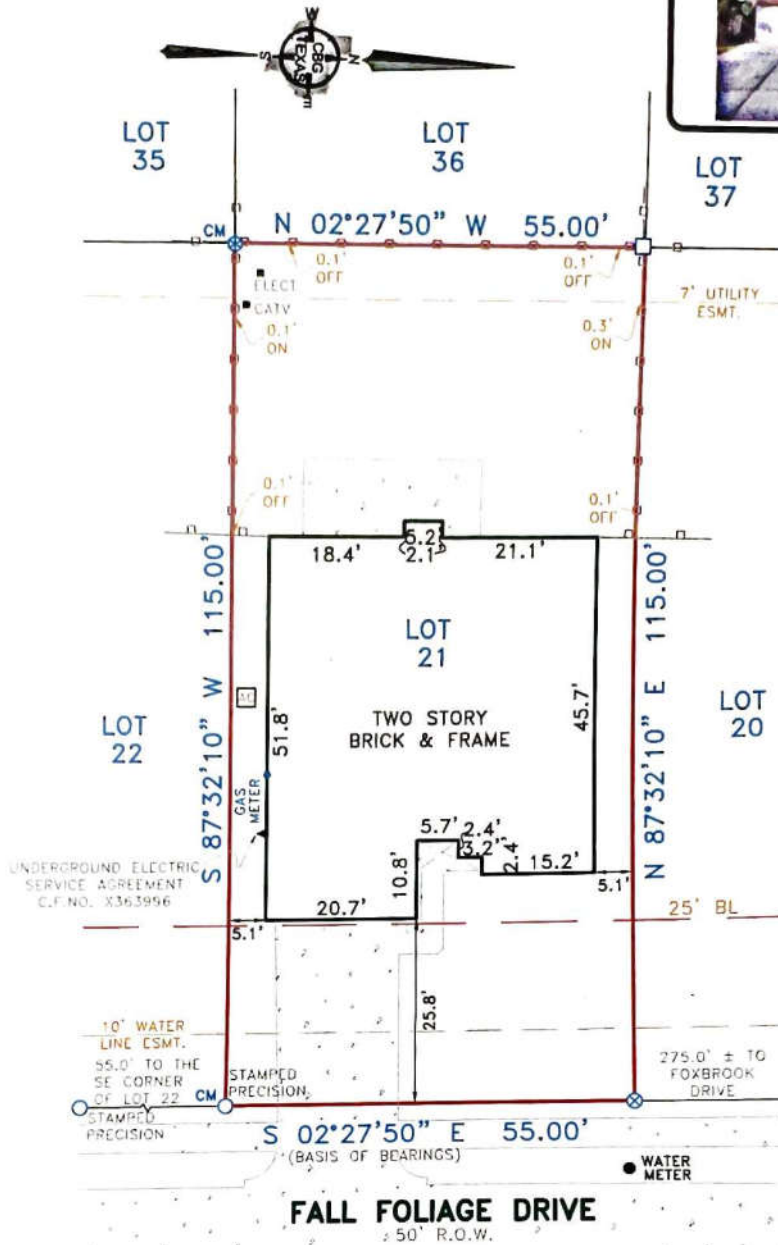 W
S
CBG
TEXAS
N
E
LOT
35
LOT
36
LOT
37
CM
N 02°27'50" W 55.00'
0.1'
OFF
0.1'
OFF
ELECT
CATV
7' UTILITY
ESMT.
0.1'
ON
0.3'
ON
0.1'
OFF
0.1'
OFF
5.2'
18.4'
2.1'
21.1'
S 87°32'10" W 115.00'
N 87°32'10" E 115.00'
LOT
21
AC
51.8'
45.7'
TWO STORY
BRICK & FRAME
LOT
22
LOT
20
GAS
METER
5.7'
2.4'
3.2'
2.4'
15.2'
10.8'
5.1'
UNDERGROUND ELECTRIC
SERVICE AGREEMENT
C.F.NO. X363996
20.7'
5.1'
25' BL
25.8'
10' WATER
LINE ESMT.
55.0' TO THE
SE CORNER
OF LOT 22
STAMPED
PRECISION
CM
STAMPED
PRECISION
275.0' ± TO
FOXBROOK
DRIVE
S 02°27'50" E 55.00'
(BASIS OF BEARINGS)
WATER
METER
FALL FOLIAGE DRIVE
50' R.O.W.